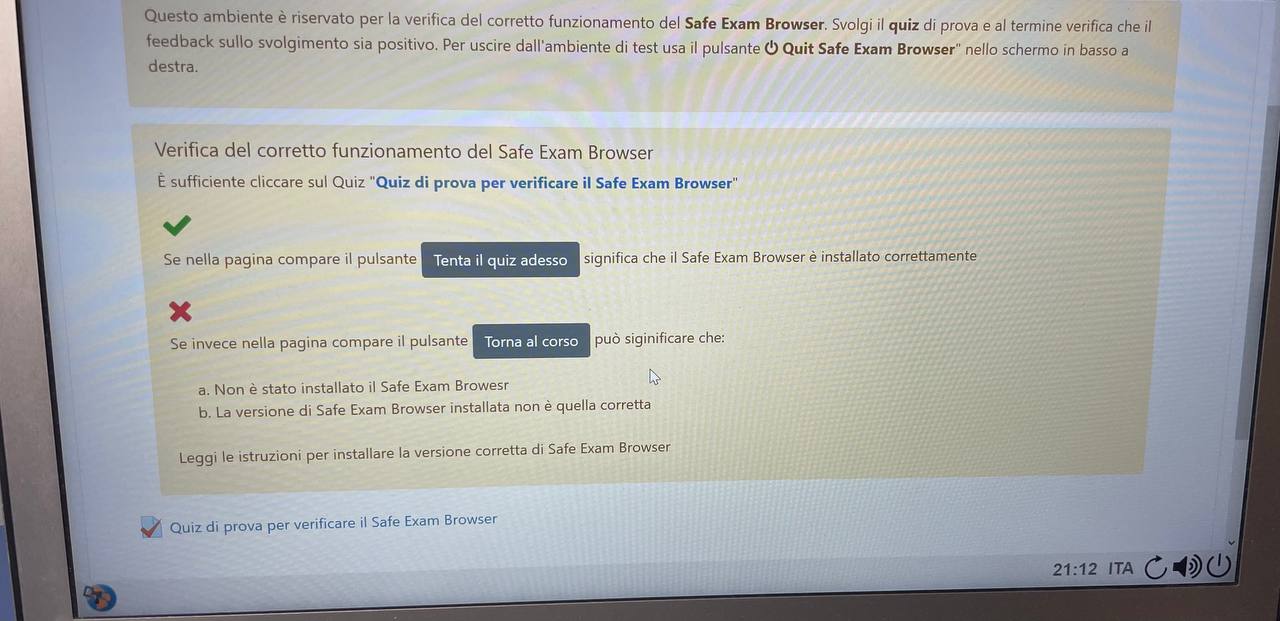 Questo ambiente è riservato per la verifica del corretto funzionamento del Safe Exam Browser. Svolgi il quiz di prova e al termine verifica che il
feedback sullo svolgimento sia positivo. Per uscire dall'ambiente di test usa il pulsante Quit Safe Exam Browser" nello schermo in basso a
destra.
Verifica del corretto funzionamento del Safe Exam Browser
È sufficiente cliccare sul Quiz "Quiz di prova per verificare il Safe Exam Browser"
Se nella pagina compare il pulsante Tenta il quiz adesso significa che il Safe Exam Browser è installato correttamente
Se invece nella pagina compare il pulsante Torna al corso può siginificare che:
a. Non è stato installato il Safe Exam Browesr
b. La versione di Safe Exam Browser installata non è quella corretta
Leggi le istruzioni per installare la versione corretta di Safe Exam Browser
Quiz di prova per verificare il Safe Exam Browser
21:12 ITA